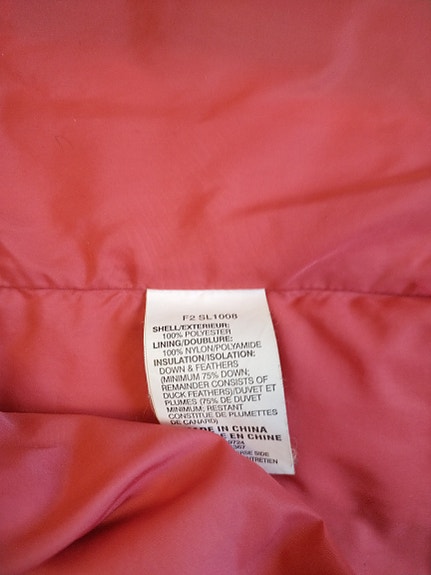 F2 SL1008
SHELL/EXTERIEUR:
100% POLYESTER
LINING/DOUBLURE:
100% NYLON/POLYAMIDE
INSULATION/ISOLATION:
DOWN & FEATHERS
(MINIMUM 75% DOWN;
REMAINDER CONSISTS OF
DUCK FEATHERS)/DUVET ET
PLUMES (75% DE DUVET
MINIMUM; RESTANT
CONSTITUE DE PLUMETTES
DE CANARD)
IN CHINA
EN CHINE
SIDE